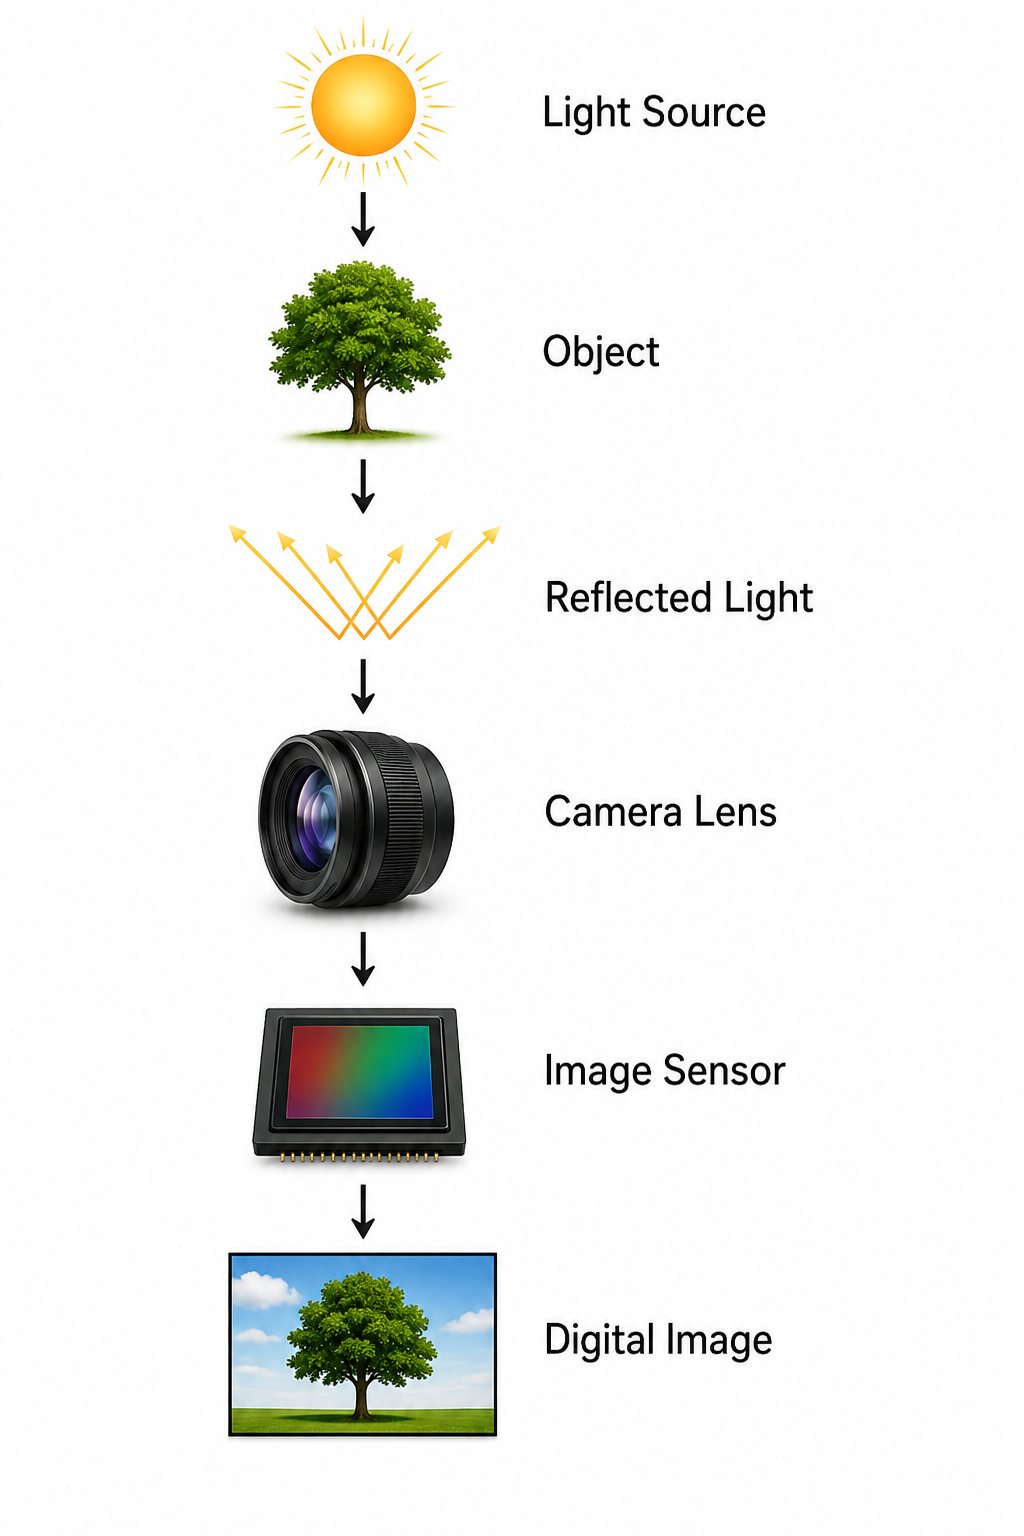 Light Source
Object
Reflected Light
Camera Lens
Image Sensor
Digital Image